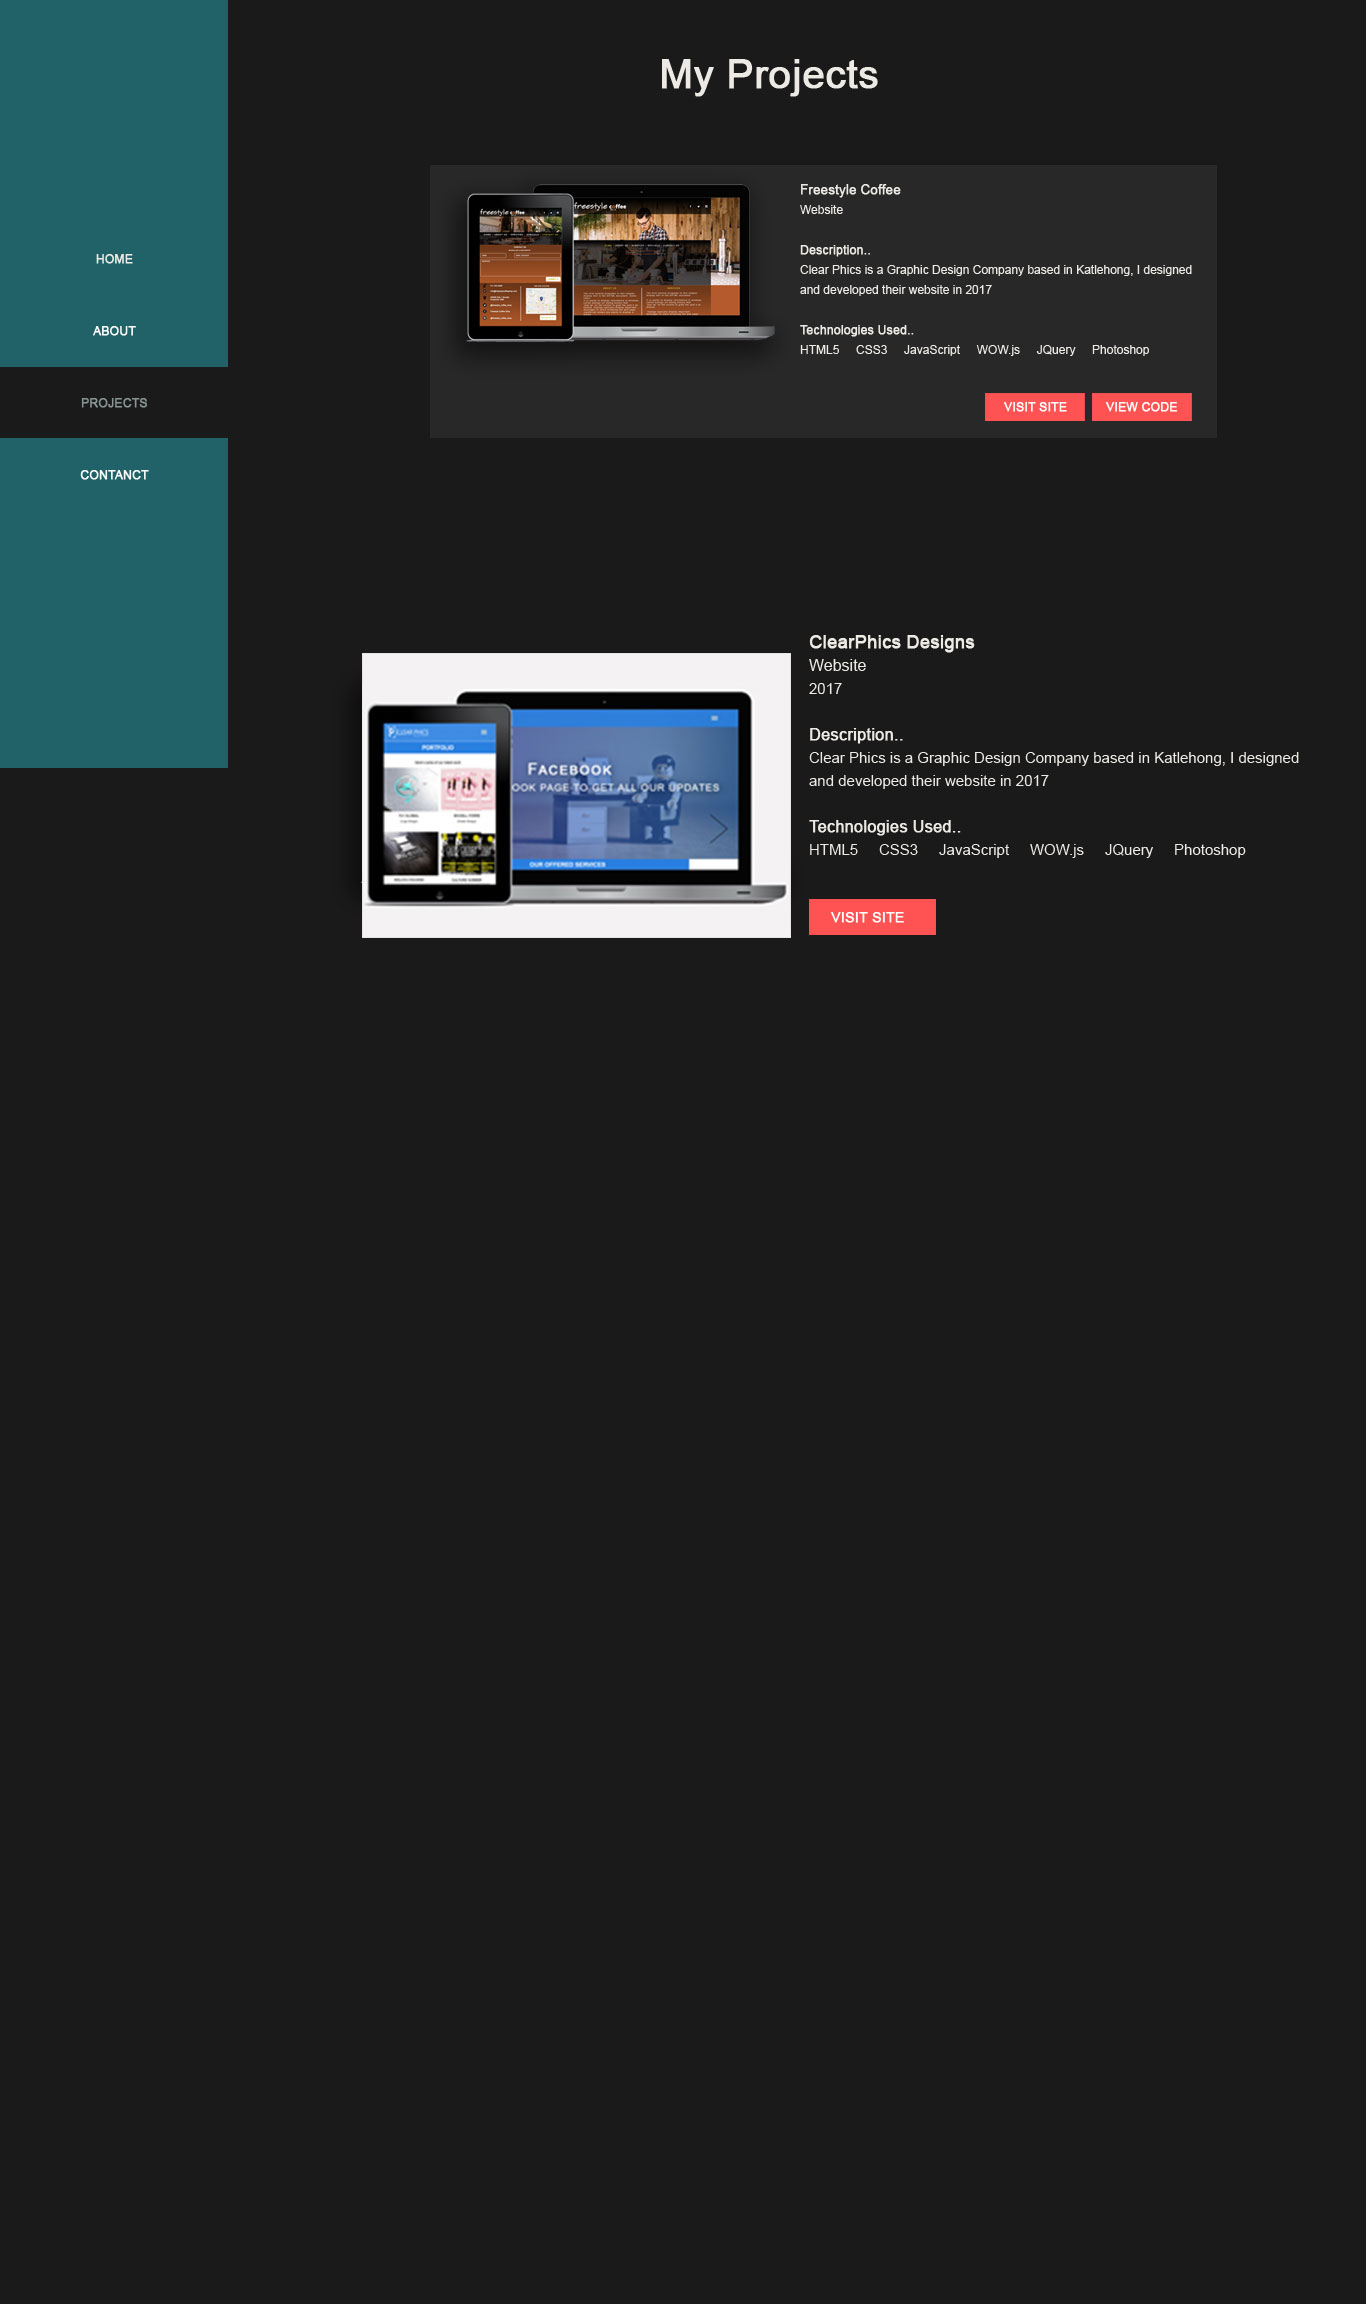 My Projects
HOME
ABOUT
PROJECTS
CONTANCT
freestyle coffee
freestyle coffee
Freestyle Coffee
Website
Description..
Clear Phics is a Graphic Design Company based in Katlehong, I designed
and developed their website in 2017
Technologies Used..
HTML5 CSS3 JavaScript WOW.js JQuery Photoshop
VISIT SITE VIEW CODE
PORTFOLIO
FACEBOOK
OOK PAGE TO GET ALL OUR UPDATES
OUR OFFERED SERVICES
ClearPhics Designs
Website
2017
Description..
Clear Phics is a Graphic Design Company based in Katlehong, I designed
and developed their website in 2017
Technologies Used..
HTML5 CSS3 JavaScript WOW.js JQuery Photoshop
VISIT SITE